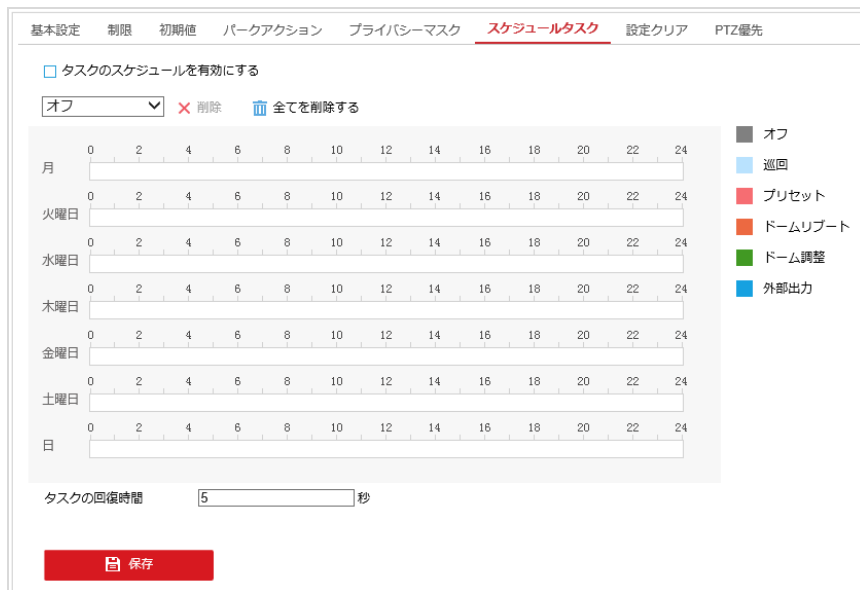 基本設定 制限 初期値 パークアクション プライバシーマスク スケジュールタスク 設定クリア PTZ優先
タスクのスケジュールを有効にする
オフ 削除 全てを削除する
0 2 4 6 8 10 12 14 16 18 20 22 24
月
0 2 4 6 8 10 12 14 16 18 20 22 24
火曜日
0 2 4 6 8 10 12 14 16 18 20 22 24
水曜日
0 2 4 6 8 10 12 14 16 18 20 22 24
木曜日
0 2 4 6 8 10 12 14 16 18 20 22 24
金曜日
0 2 4 6 8 10 12 14 16 18 20 22 24
土曜日
0 2 4 6 8 10 12 14 16 18 20 22 24
日
オフ
巡回
プリセット
ドームリブート
ドーム調整
外部出力
タスクの回復時間 5 秒
保存